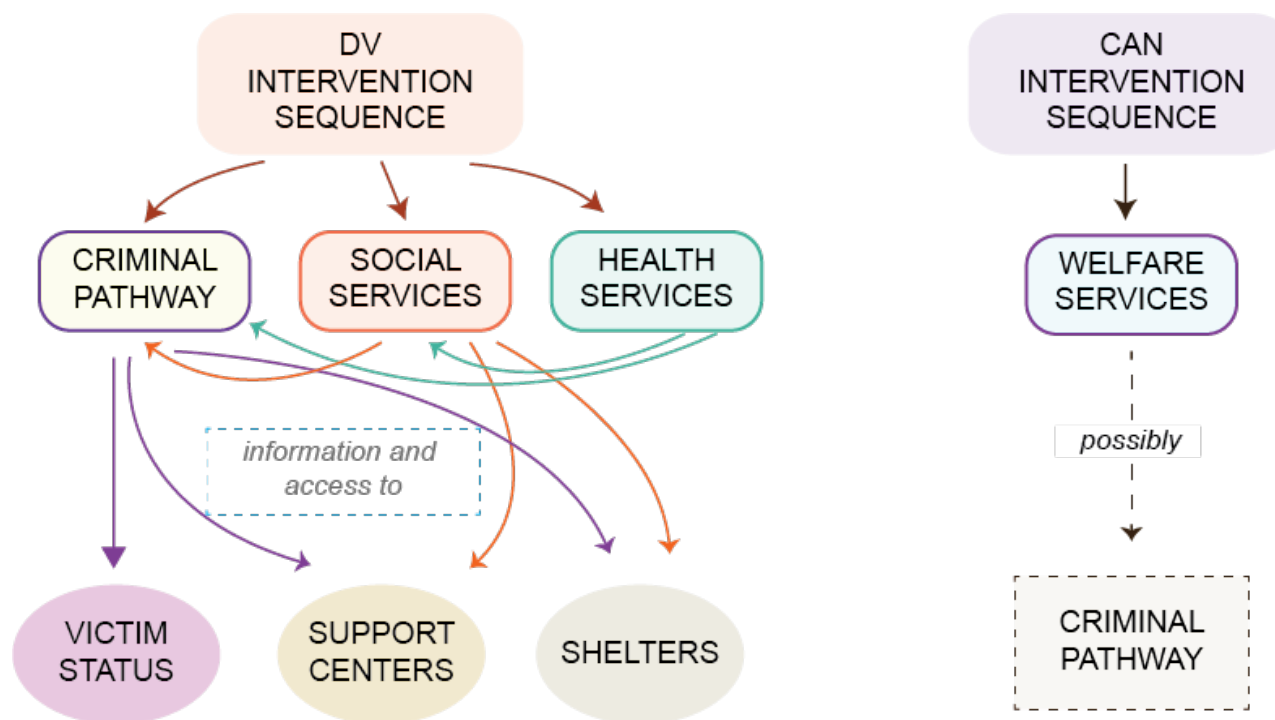 DV
INTERVENTION
SEQUENCE
CAN
INTERVENTION
SEQUENCE
CRIMINAL
PATHWAY
SOCIAL
SERVICES
HEALTH
SERVICES
WELFARE
SERVICES
information and
access to
possibly
VICTIM
STATUS
SUPPORT
CENTERS
SHELTERS
CRIMINAL
PATHWAY